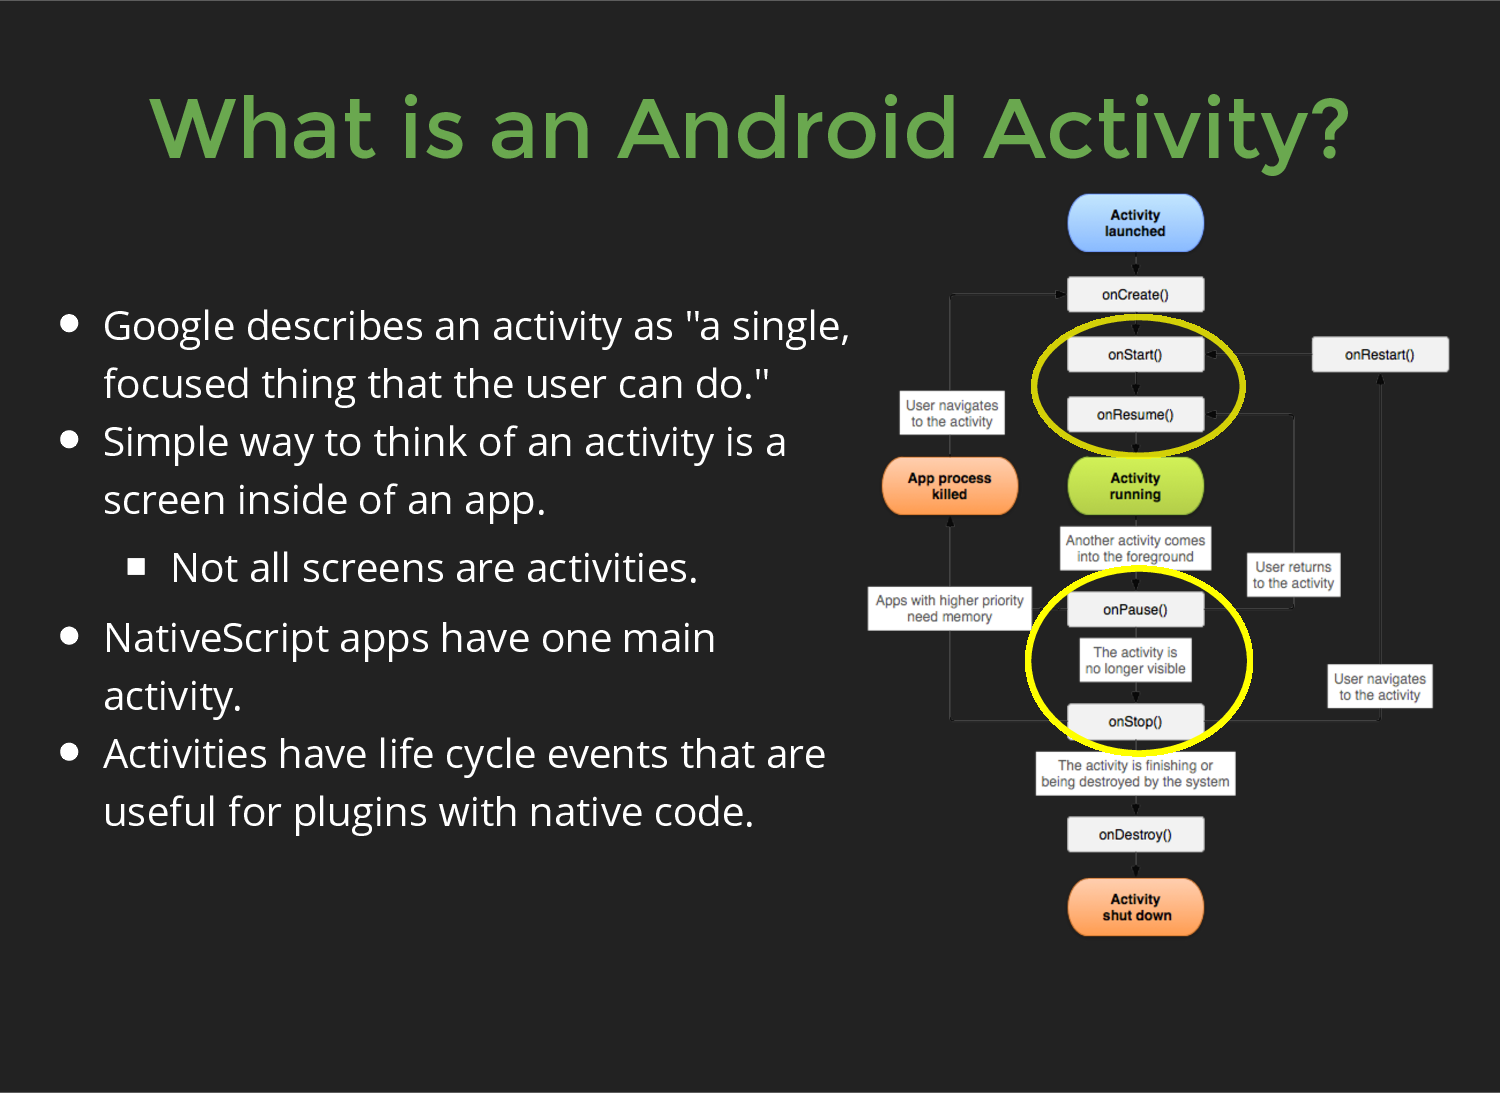 What is an Android Activity?
Google describes an activity as "a single,
focused thing that the user can do."
Simple way to think of an activity is a
screen inside of an app.
Not all screens are activities.
NativeScript apps have one main
activity.
Activities have life cycle events that are
useful for plugins with native code.
Activity
launched
onCreate()
onStart()
onRestart()
onResume()
User navigates
to the activity
App process
killed
Activity
running
Another activity comes
into the foreground
User returns
to the activity
Apps with higher priority
need memory
onPause()
The activity is
no longer visible
User navigates
to the activity
onStop()
The activity is finishing or
being destroyed by the system
onDestroy()
Activity
shut down